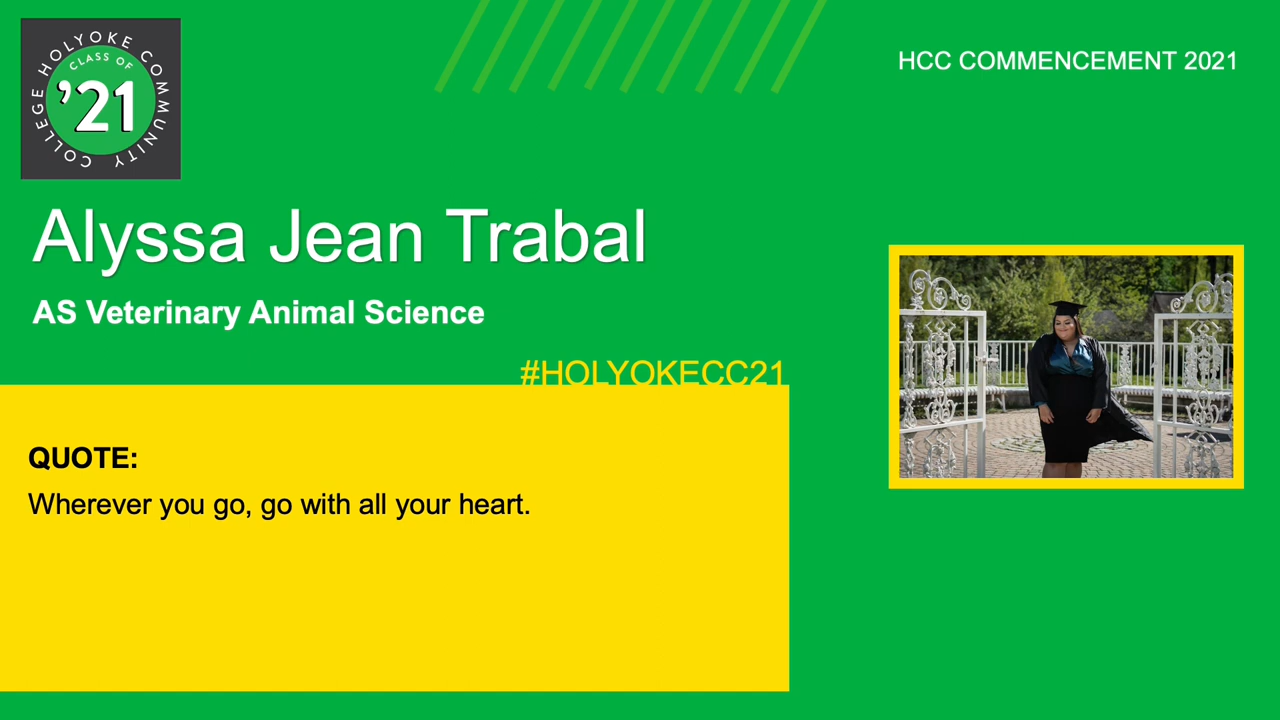 HOLYOKE COMMUNITY COLLEGE
CLASS OF
’21
HCC COMMENCEMENT 2021
Alyssa Jean Trabal
AS Veterinary Animal Science
#HOLYOKECC21
QUOTE:
Wherever you go, go with all your heart.